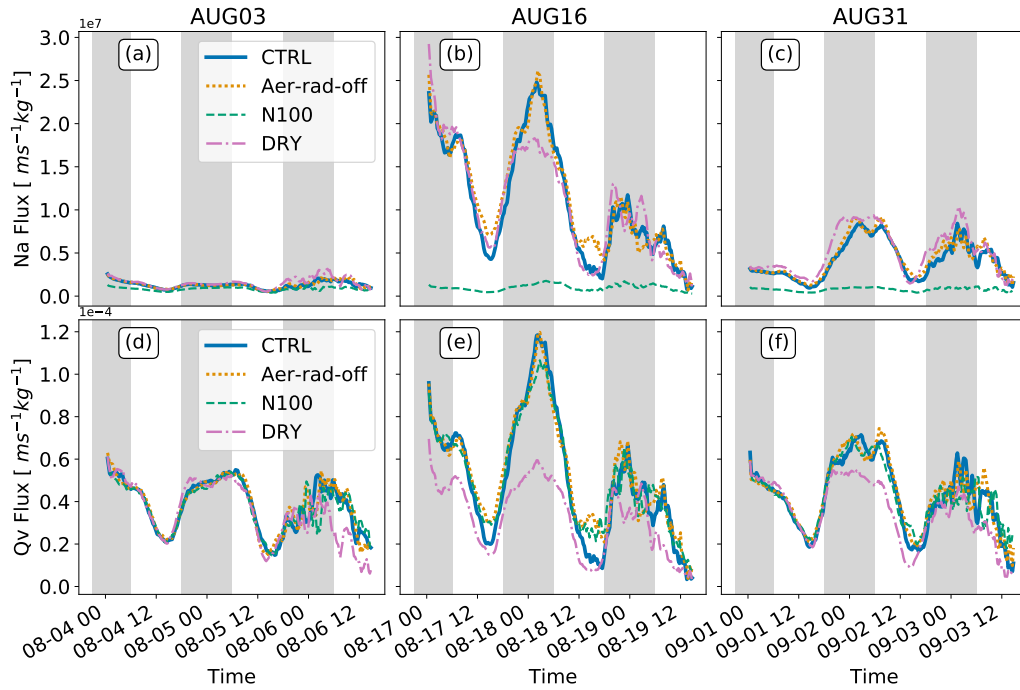 AUG03 AUG16 AUG31
1e7
Na Flux [ ms⁻¹kg⁻¹]
3.0
2.5
2.0
1.5
1.0
0.5
0.0
(a)
CTRL
Aer-rad-off
N100
DRY
(b)
(c)
1e−4
Qv Flux [ ms⁻¹kg⁻¹]
1.2
1.0
0.8
0.6
0.4
0.2
0.0
(d)
CTRL
Aer-rad-off
N100
DRY
(e)
(f)
08-04 00
08-04 12
08-05 00
08-05 12
08-06 00
08-06 12
08-17 00
08-17 12
08-18 00
08-18 12
08-19 00
08-19 12
09-01 00
09-01 12
09-02 00
09-02 12
09-03 00
09-03 12
Time Time Time